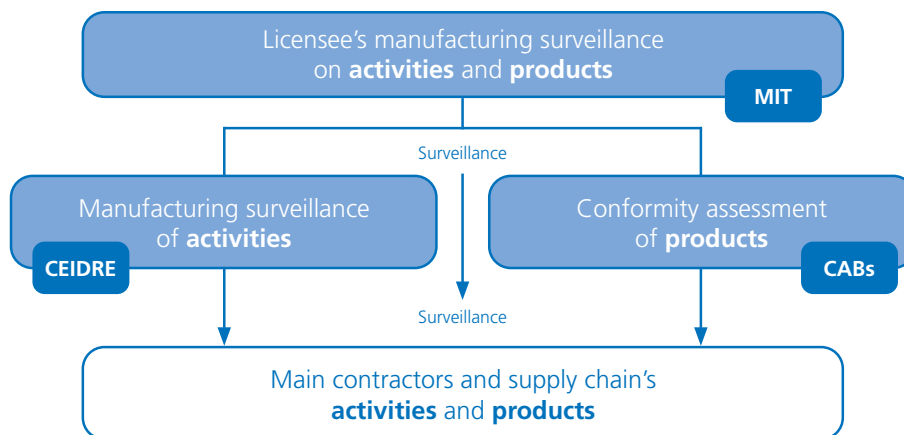 Licensee's manufacturing surveillance
on activities and products
MIT
Surveillance
Manufacturing surveillance
of activities
CEIDRE
Conformity assessment
of products
CABs
Surveillance
Main contractors and supply chain's
activities and products